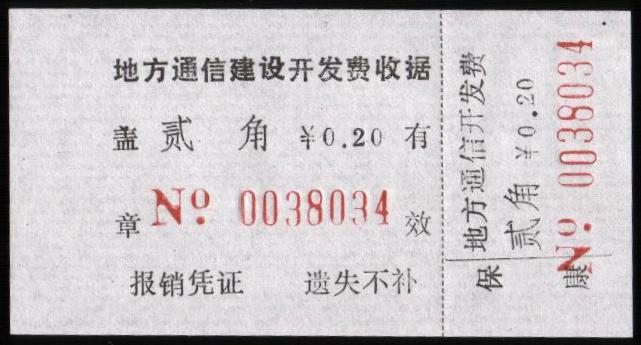 地方通信建设开发费收据
盖 贰 角 ￥0.20 有
章 Nº 0038034 效
报销凭证 遗失不补
地方通信开发费
贰角￥0.20
Nº 0038034
保 康